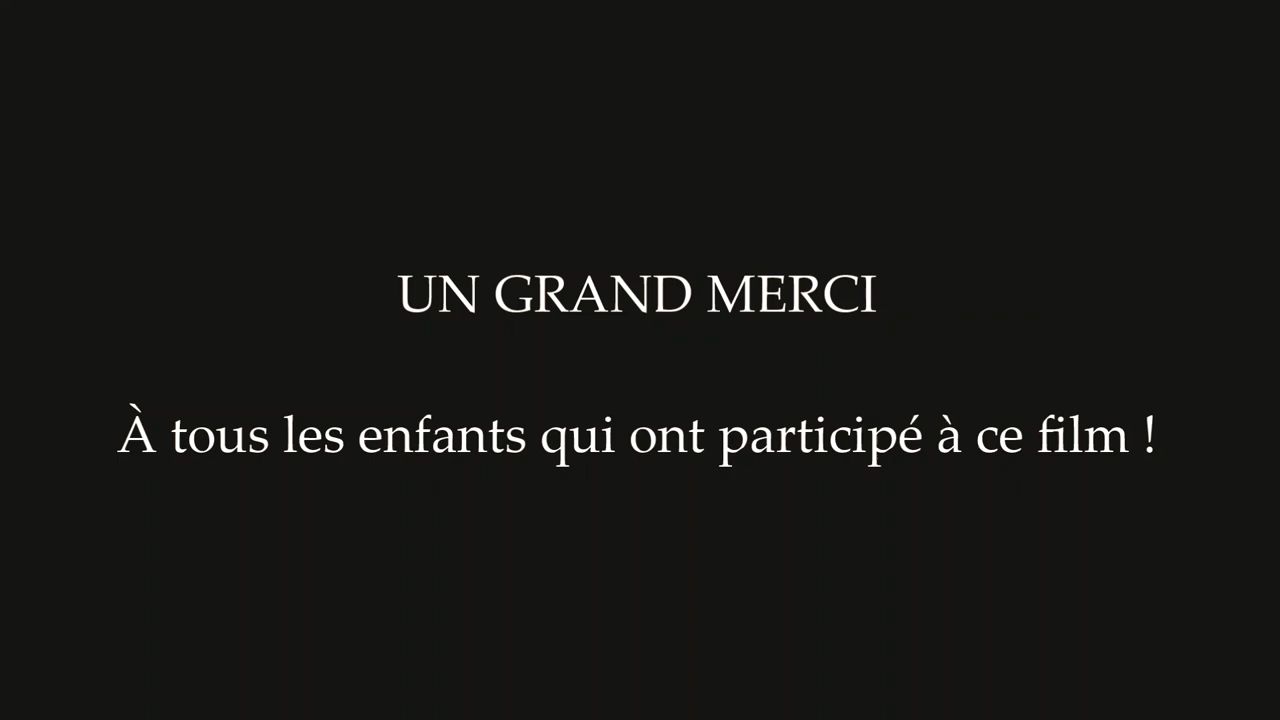 UN GRAND MERCI
À tous les enfants qui ont participé à ce film !